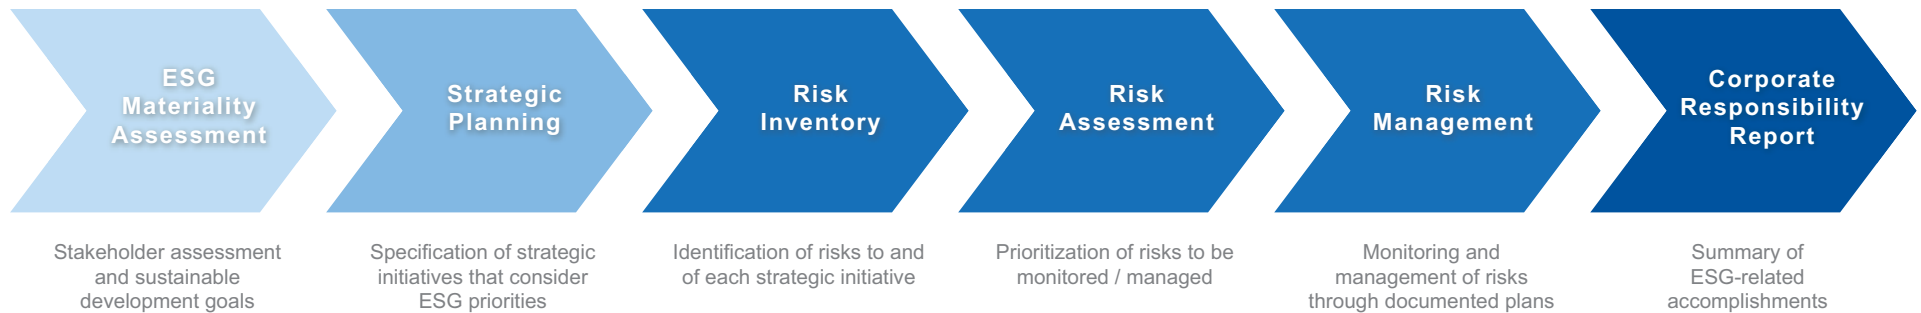 ESG
Materiality
Assessment
Strategic
Planning
Risk
Inventory
Risk
Assessment
Risk
Management
Corporate
Responsibility
Report
Stakeholder assessment
and sustainable
development goals
Specification of strategic
initiatives that consider
ESG priorities
Identification of risks to and
of each strategic initiative
Prioritization of risks to be
monitored / managed
Monitoring and
management of risks
through documented plans
Summary of
ESG-related
accomplishments